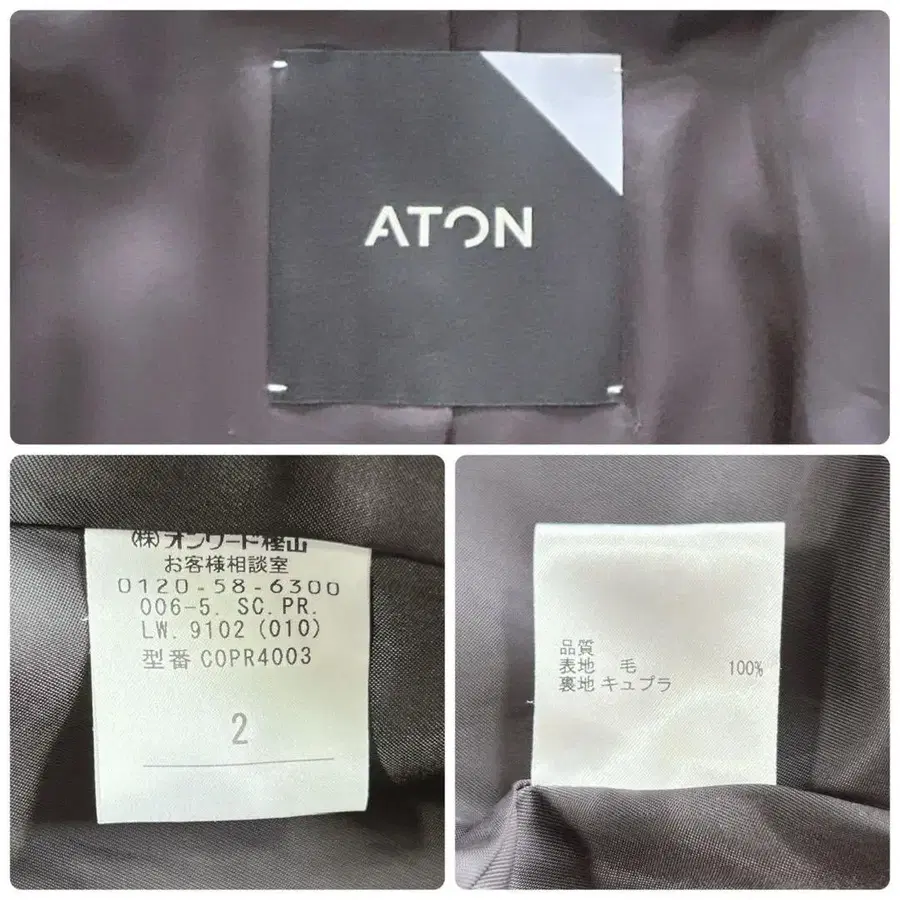 ATON
(株)オンワード樫山
お客様相談室
0120-58-6300
006-5. SC. PR.
LW. 9102 (010)
型番 COPR4003
2
品質
表地 毛 100%
裏地 キュプラ